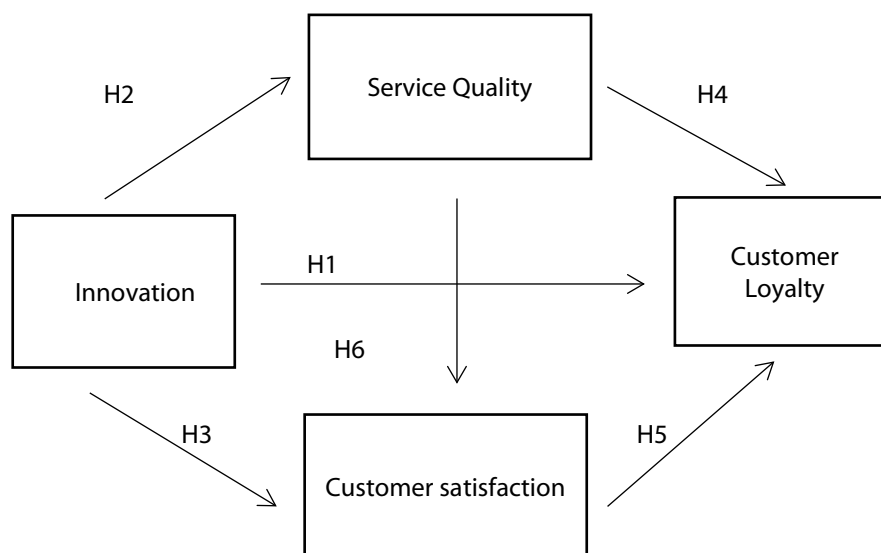 Service Quality
H2
H4
Customer
Loyalty
H1
Innovation
H6
H3
H5
Customer satisfaction